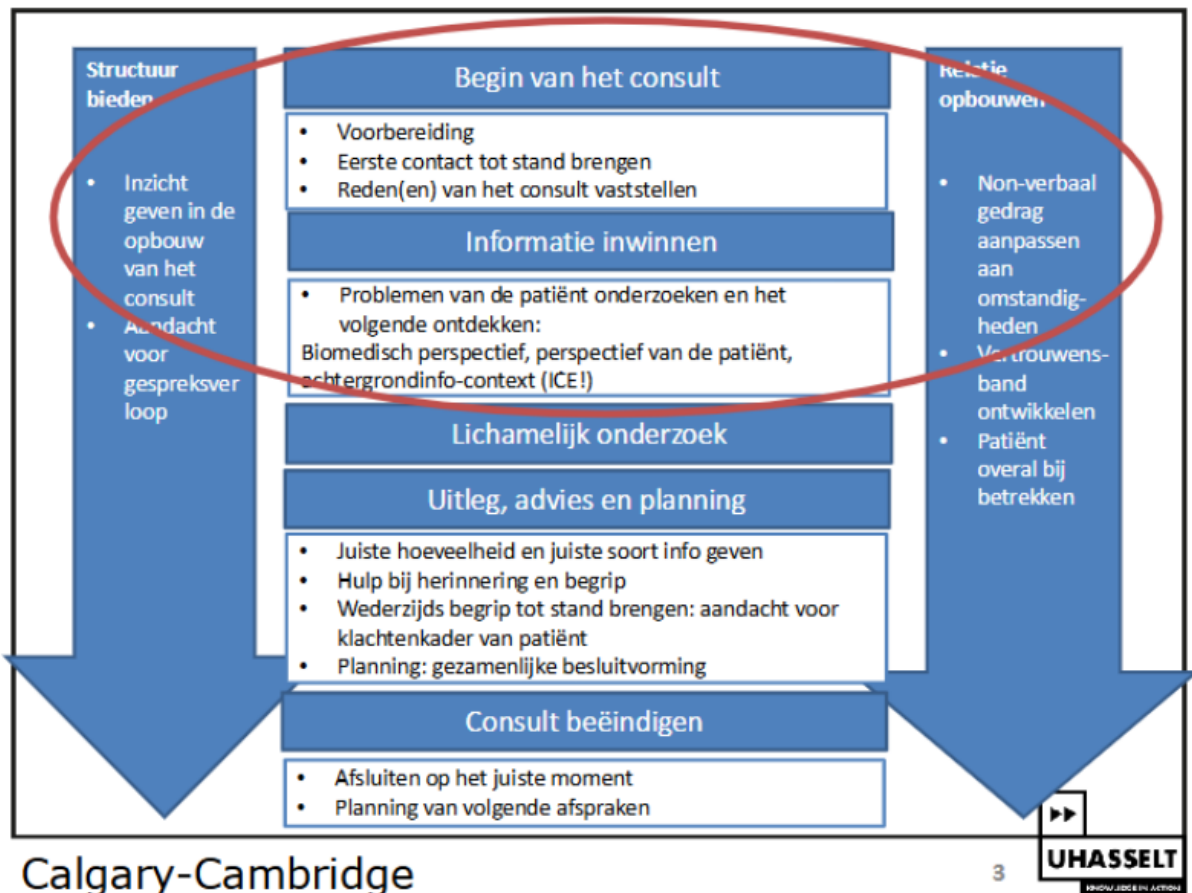 Structuur
bieden
• Inzicht
geven in de
opbouw
van het
consult
• Aandacht
voor
gespreksver
loop
Begin van het consult
• Voorbereiding
• Eerste contact tot stand brengen
• Reden(en) van het consult vaststellen
Informatie inwinnen
• Problemen van de patiënt onderzoeken en het
volgende ontdekken:
Biomedisch perspectief, perspectief van de patiënt,
achtergrondinfo-context (ICE!)
Lichamelijk onderzoek
Uitleg, advies en planning
• Juiste hoeveelheid en juiste soort info geven
• Hulp bij herinnering en begrip
• Wederzijds begrip tot stand brengen: aandacht voor
klachtenkader van patiënt
• Planning: gezamenlijke besluitvorming
Consult beëindigen
• Afsluiten op het juiste moment
• Planning van volgende afspraken
Relatie
opbouwen
• Non-verbaal
gedrag
aanpassen
aan
omstandig-
heden
• Vertrouwens-
band
ontwikkelen
• Patiënt
overal bij
betrekken
Calgary-Cambridge
3
UHASSELT
KNOWLEDGE IN ACTION